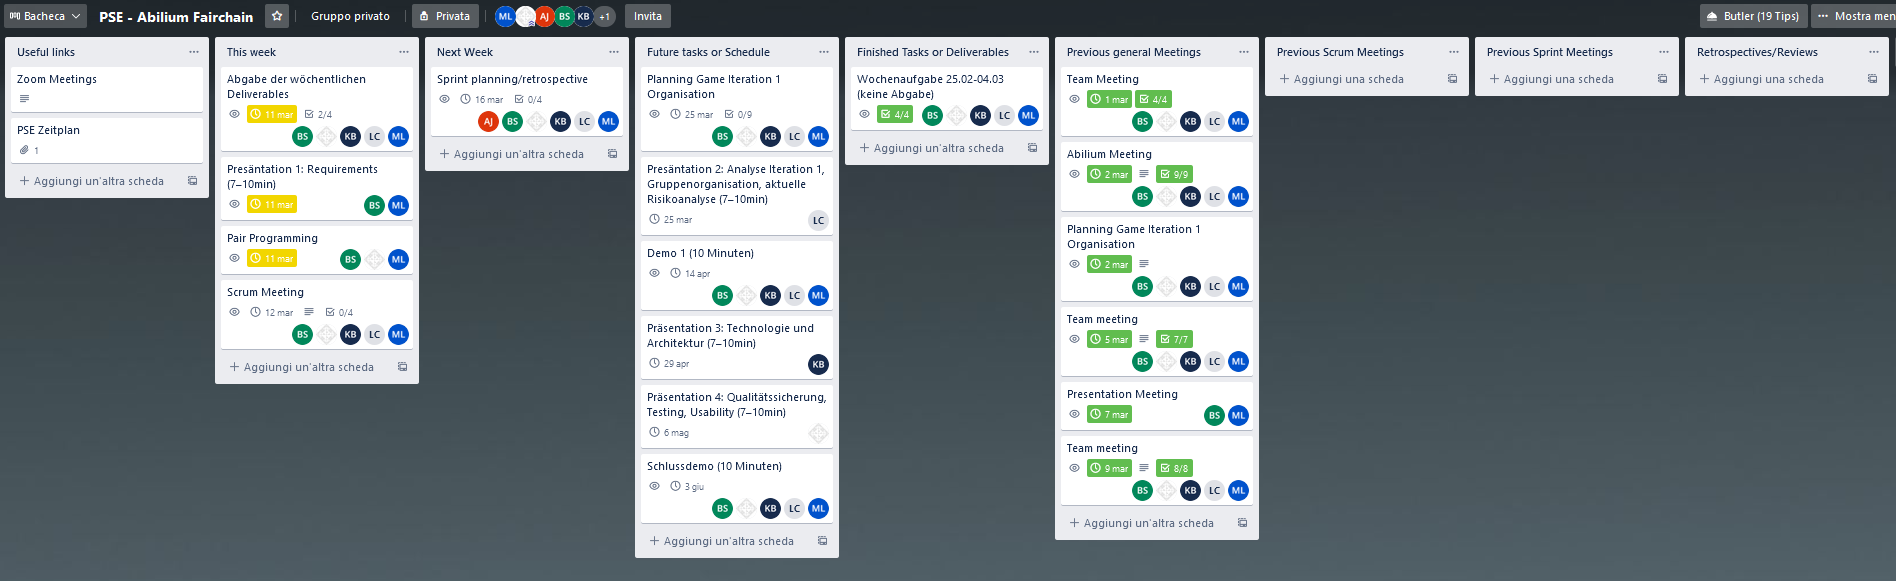 Bacheca
PSE - Abilium Fairchain
Gruppo privato
Privata
ML
AJ
BS
KB
+1
Invita
Butler (19 Tips)
Mostra men
Useful links
Zoom Meetings
PSE Zeitplan
1
Aggiungi un'altra scheda
This week
Abgabe der wöchentlichen
Deliverables
11 mar 2/4
BS KB LC ML
Presäntation 1: Requirements
(7–10min)
11 mar BS ML
Pair Programming
11 mar BS ML
Scrum Meeting
12 mar 0/4
BS KB LC ML
Aggiungi un'altra scheda
Next Week
Sprint planning/retrospective
16 mar 0/4
AJ BS KB LC ML
Aggiungi un'altra scheda
Future tasks or Schedule
Planning Game Iteration 1
Organisation
25 mar 0/9
BS KB LC ML
Presäntation 2: Analyse Iteration 1,
Gruppenorganisation, aktuelle
Risikoanalyse (7–10min)
25 mar LC
Demo 1 (10 Minuten)
14 apr
BS KB LC ML
Präsentation 3: Technologie und
Architektur (7–10min)
29 apr KB
Präsentation 4: Qualitätssicherung,
Testing, Usability (7–10min)
6 mag
Schlussdemo (10 Minuten)
3 giu
BS KB LC ML
Aggiungi un'altra scheda
Finished Tasks or Deliverables
Wochenaufgabe 25.02-04.03
(keine Abgabe)
4/4 BS KB LC ML
Aggiungi un'altra scheda
Previous general Meetings
Team Meeting
1 mar 4/4
BS KB LC ML
Abilium Meeting
2 mar 9/9
BS KB LC ML
Planning Game Iteration 1
Organisation
2 mar
BS KB LC ML
Team meeting
5 mar 7/7
BS KB LC ML
Presentation Meeting
7 mar BS ML
Team meeting
9 mar 8/8
BS KB LC ML
Aggiungi un'altra scheda
Previous Scrum Meetings
Aggiungi una scheda
Previous Sprint Meetings
Aggiungi una scheda
Retrospectives/Reviews
Aggiungi una scheda